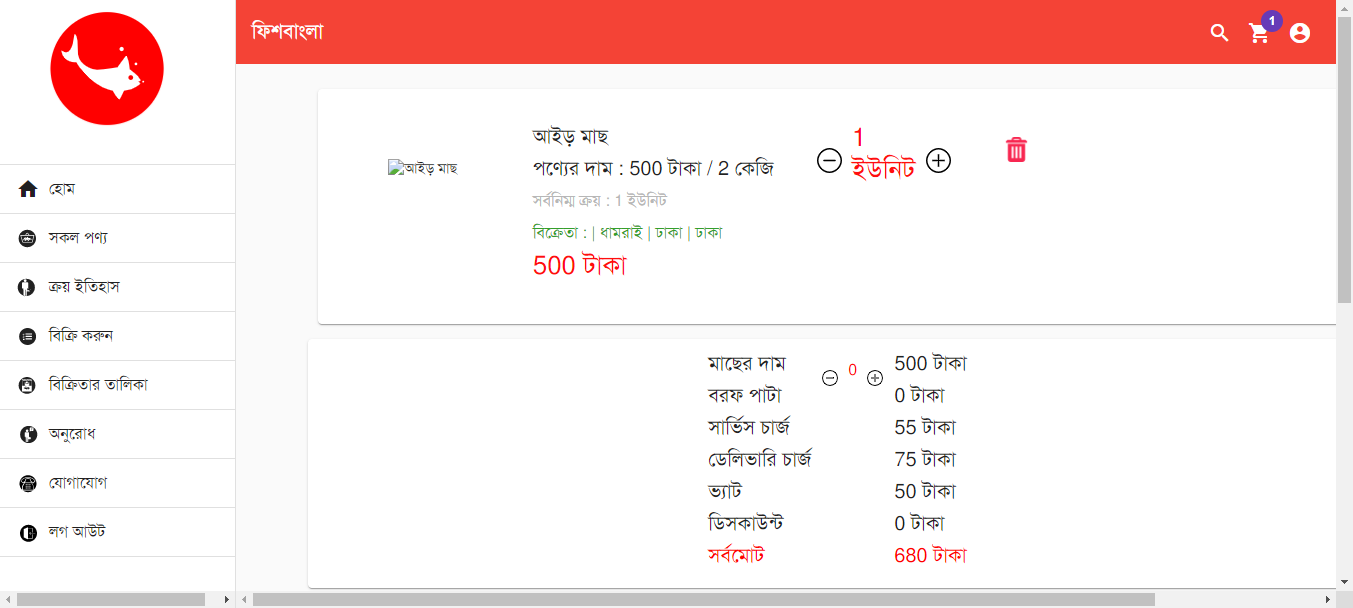 ফিশবাংলা
1
হোম
সকল পণ্য
ক্রয় ইতিহাস
বিক্রি করুন
বিক্রিতার তালিকা
অনুরোধ
যোগাযোগ
লগ আউট
আইড় মাছ
আইড় মাছ
পণ্যের দাম : 500 টাকা / 2 কেজি
সর্বনিম্ম ক্রয় : 1 ইউনিট
বিক্রেতা : | ধামরাই | ঢাকা | ঢাকা
500 টাকা
1
ইউনিট
মাছের দাম 500 টাকা
বরফ পাটা 0 0 টাকা
সার্ভিস চার্জ 55 টাকা
ডেলিভারি চার্জ 75 টাকা
ভ্যাট 50 টাকা
ডিসকাউন্ট 0 টাকা
সর্বমোট 680 টাকা